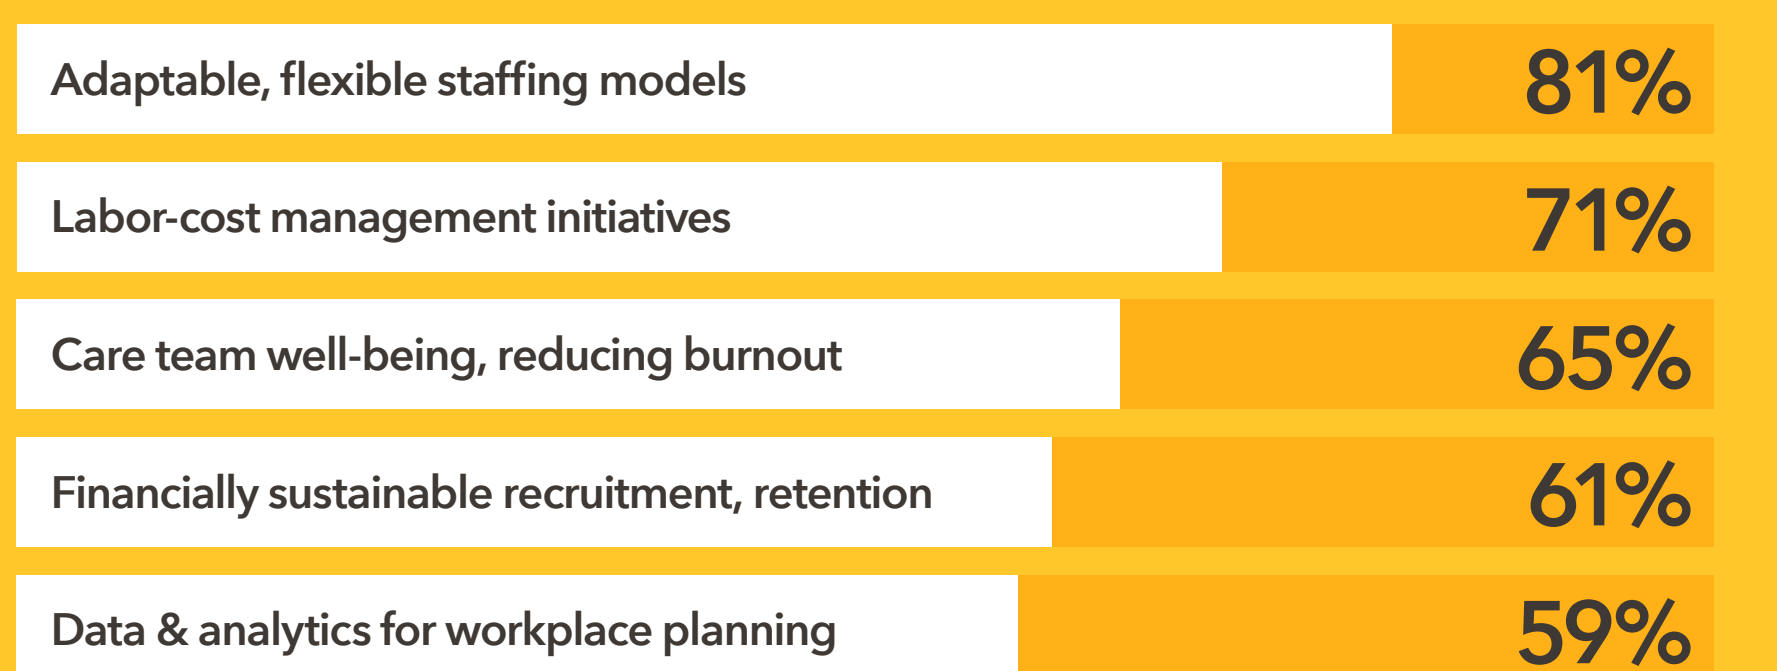 Adaptable, flexible staffing models 81%
Labor-cost management initiatives 71%
Care team well-being, reducing burnout 65%
Financially sustainable recruitment, retention 61%
Data & analytics for workplace planning 59%